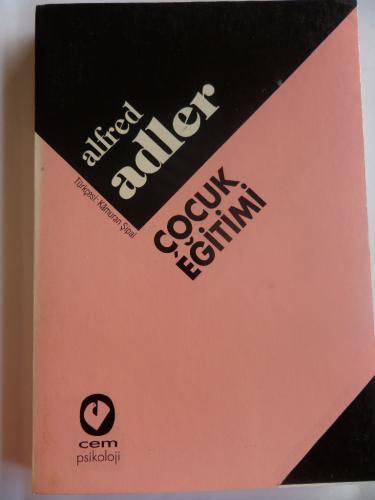 alfred
adler
Türkçesi: Kâmuran Şipal
ÇOCUK
EĞİTİMİ
cem
psikoloji